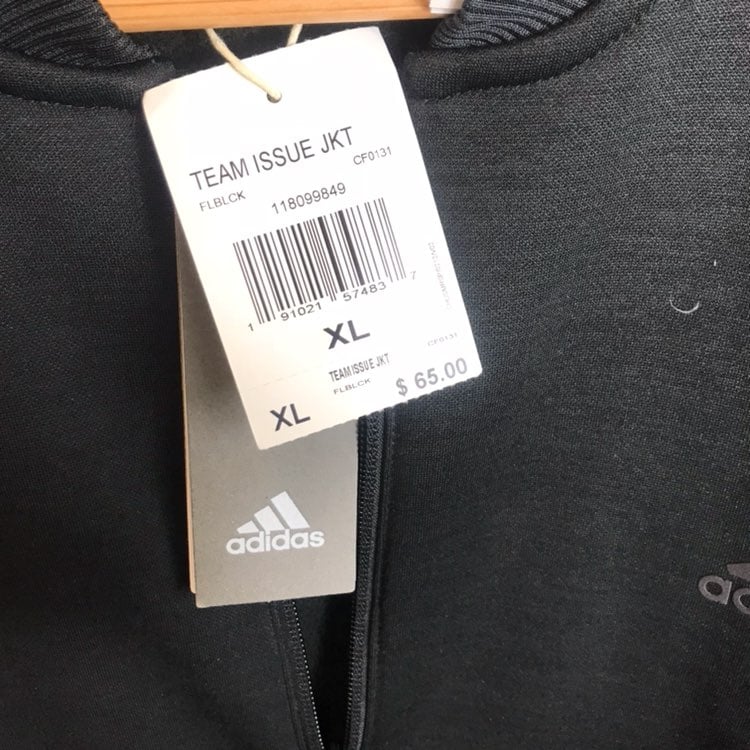 TEAM ISSUE JKT
FLBLCK
CF0131
118099849
1 91021 57483 7
XL
TEAM ISSUE JKT
CF0131
FLBLCK
$ 65.00
XL
adidas